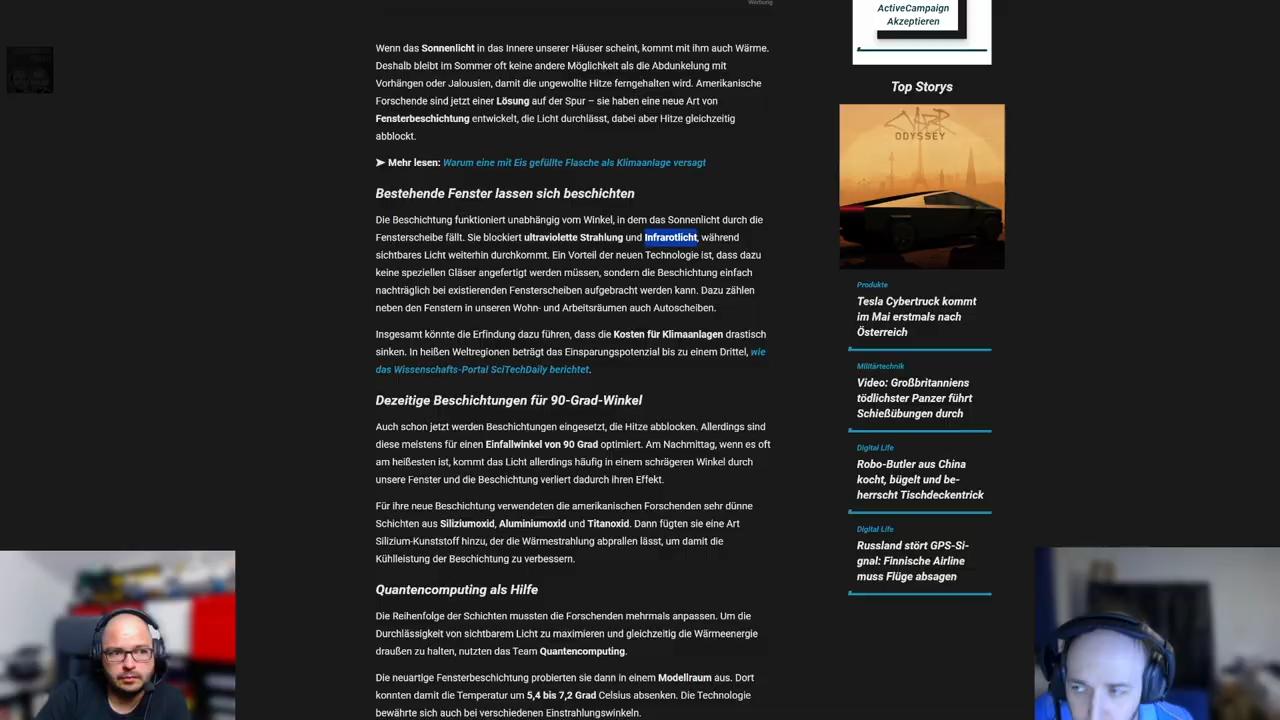 Werbung
Wenn das Sonnenlicht in das Innere unserer Häuser scheint, kommt mit ihm auch Wärme.
Deshalb bleibt im Sommer oft keine andere Möglichkeit als die Abdunkelung mit
Vorhängen oder Jalousien, damit die ungewollte Hitze ferngehalten wird. Amerikanische
Forschende sind jetzt einer Lösung auf der Spur – sie haben eine neue Art von
Fensterbeschichtung entwickelt, die Licht durchlässt, dabei aber Hitze gleichzeitig
abblockt.
➤ Mehr lesen: Warum eine mit Eis gefüllte Flasche als Klimaanlage versagt
Bestehende Fenster lassen sich beschichten
Die Beschichtung funktioniert unabhängig vom Winkel, in dem das Sonnenlicht durch die
Fensterscheibe fällt. Sie blockiert ultraviolette Strahlung und Infrarotlicht, während
sichtbares Licht weiterhin durchkommt. Ein Vorteil der neuen Technologie ist, dass dazu
keine speziellen Gläser angefertigt werden müssen, sondern die Beschichtung einfach
nachträglich bei existierenden Fensterscheiben aufgebracht werden kann. Dazu zählen
neben den Fenstern in unseren Wohn- und Arbeitsräumen auch Autoscheiben.
Insgesamt könnte die Erfindung dazu führen, dass die Kosten für Klimaanlagen drastisch
sinken. In heißen Weltregionen beträgt das Einsparungspotenzial bis zu einem Drittel, wie
das Wissenschafts-Portal SciTechDaily berichtet.
Dezeitige Beschichtungen für 90-Grad-Winkel
Auch schon jetzt werden Beschichtungen eingesetzt, die Hitze abblocken. Allerdings sind
diese meistens für einen Einfallwinkel von 90 Grad optimiert. Am Nachmittag, wenn es oft
am heißesten ist, kommt das Licht allerdings häufig in einem schrägeren Winkel durch
unsere Fenster und die Beschichtung verliert dadurch ihren Effekt.
Für ihre neue Beschichtung verwendeten die amerikanischen Forschenden sehr dünne
Schichten aus Siliziumoxid, Aluminiumoxid und Titanoxid. Dann fügten sie eine Art
Silizium-Kunststoff hinzu, der die Wärmestrahlung abprallen lässt, um damit die
Kühlleistung der Beschichtung zu verbessern.
Quantencomputing als Hilfe
Die Reihenfolge der Schichten mussten die Forschenden mehrmals anpassen. Um die
Durchlässigkeit von sichtbarem Licht zu maximieren und gleichzeitig die Wärmeenergie
draußen zu halten, nutzten das Team Quantencomputing.
Die neuartige Fensterbeschichtung probierten sie dann in einem Modellraum aus. Dort
konnten damit die Temperatur um 5,4 bis 7,2 Grad Celsius absenken. Die Technologie
bewährte sich auch bei verschiedenen Einstrahlungswinkeln.
ActiveCampaign
Akzeptieren
Top Storys
ODYSSEY
Produkte
Tesla Cybertruck kommt
im Mai erstmals nach
Österreich
Militärtechnik
Video: Großbritanniens
tödlichster Panzer führt
Schießübungen durch
Digital Life
Robo-Butler aus China
kocht, bügelt und be-
herrscht Tischdeckentrick
Digital Life
Russland stört GPS-Si-
gnal: Finnische Airline
muss Flüge absagen